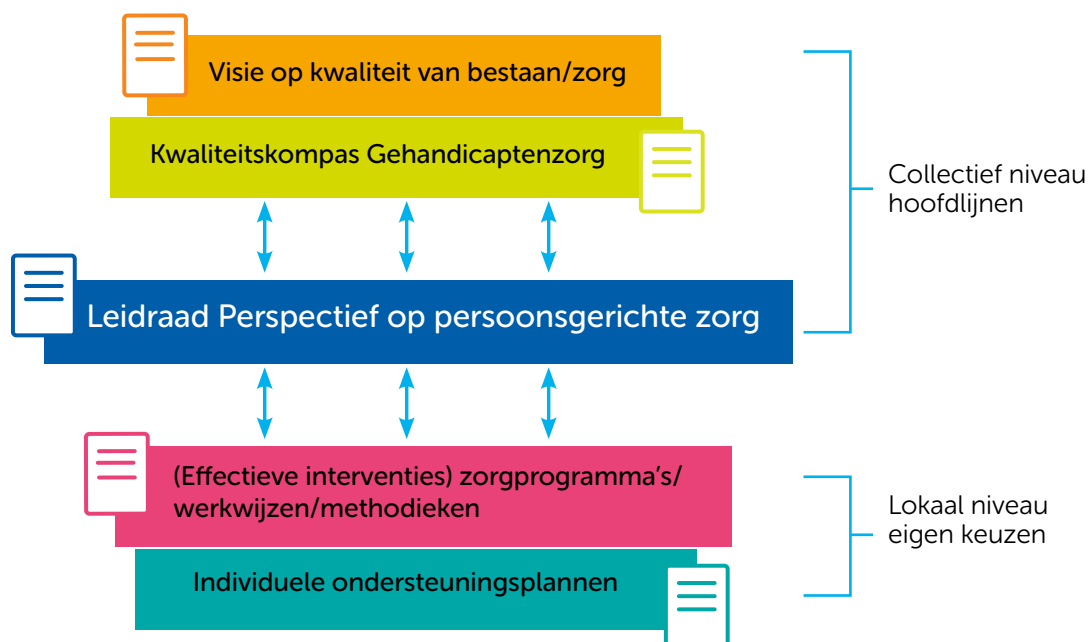 Visie op kwaliteit van bestaan/zorg
Kwaliteitskompas Gehandicaptenzorg
Collectief niveau
hoofdlijnen
Leidraad Perspectief op persoonsgerichte zorg
(Effectieve interventies) zorgprogramma's/
werkwijzen/methodieken
Lokaal niveau
eigen keuzen
Individuele ondersteuningsplannen